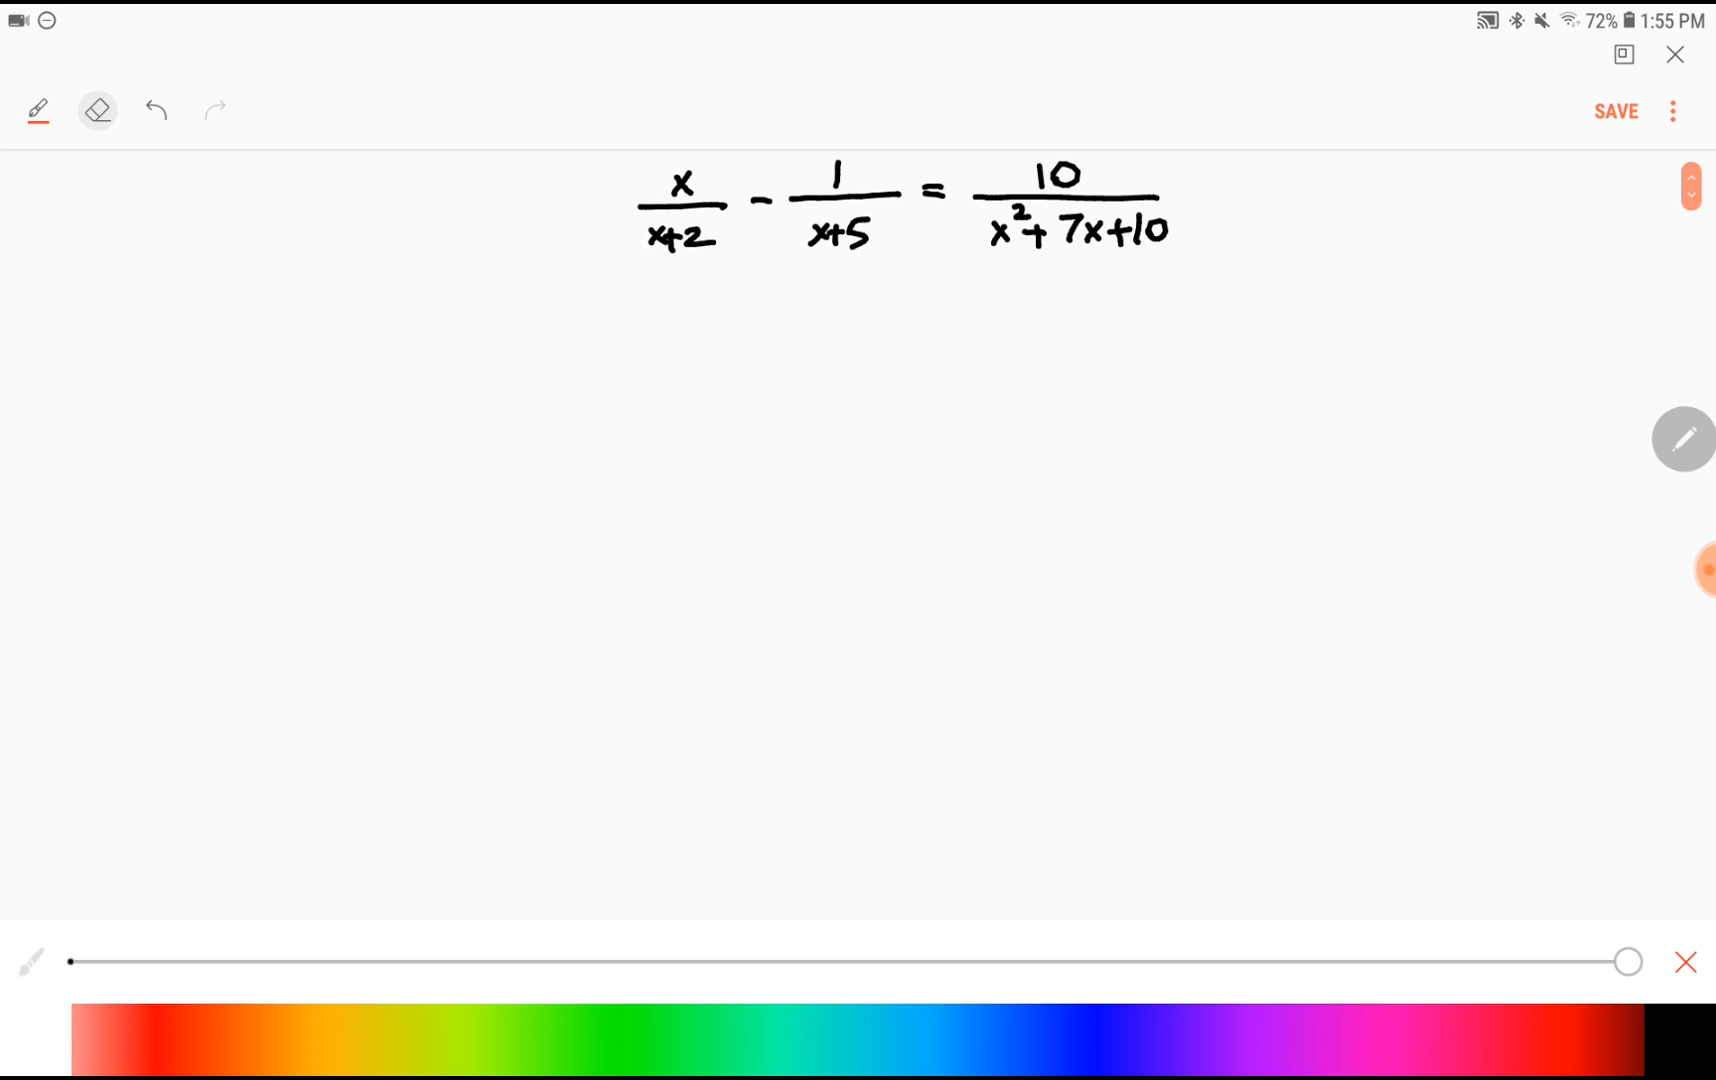 72% 1:55 PM
SAVE
x/(x+2) - 1/(x+5) = 10/(x²+7x+10)